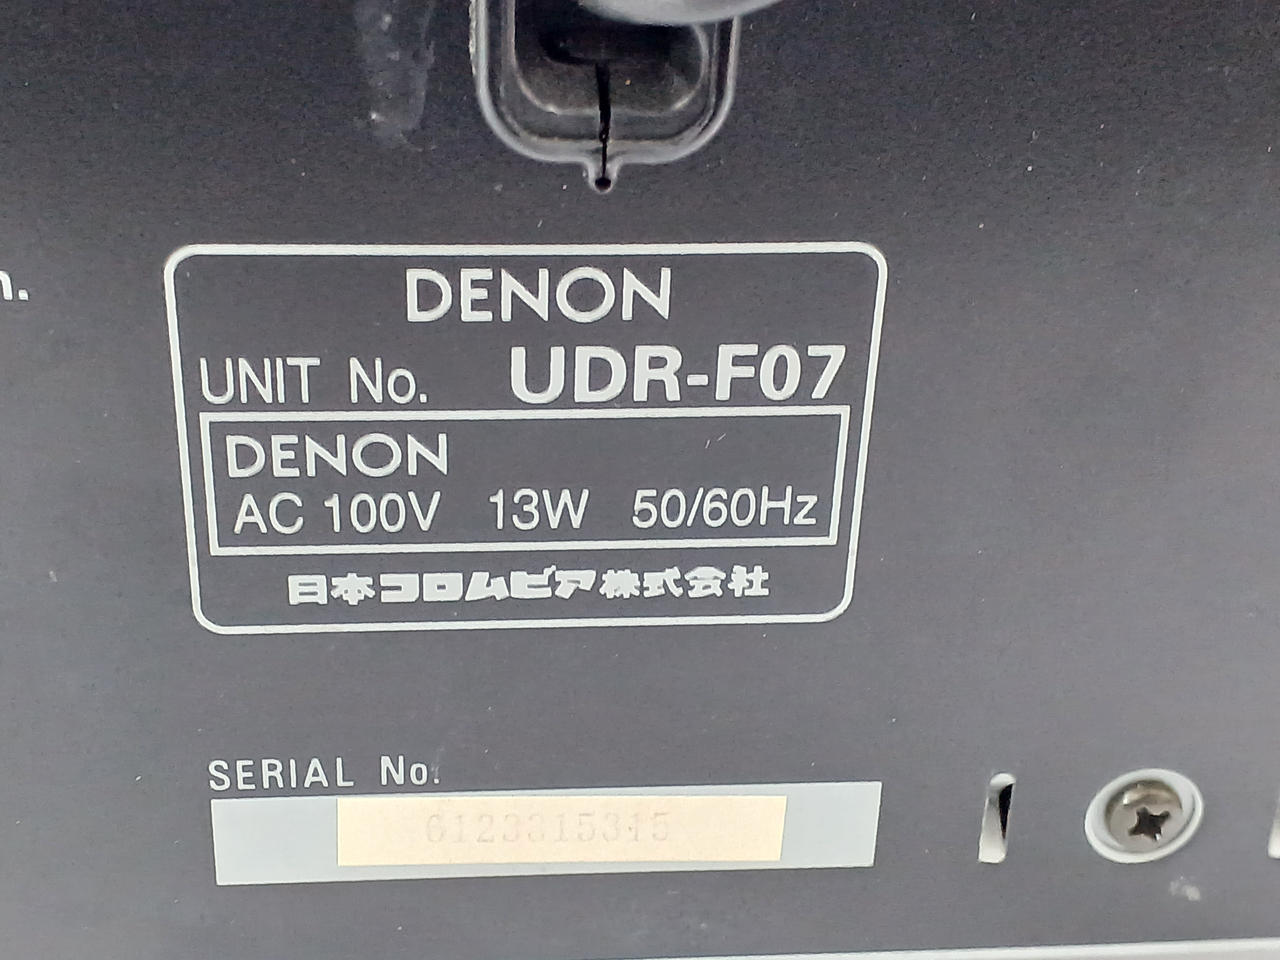 DENON
UNIT No. UDR-F07
DENON
AC 100V 13W 50/60Hz
日本コロムビア株式会社
SERIAL No.
6123315315